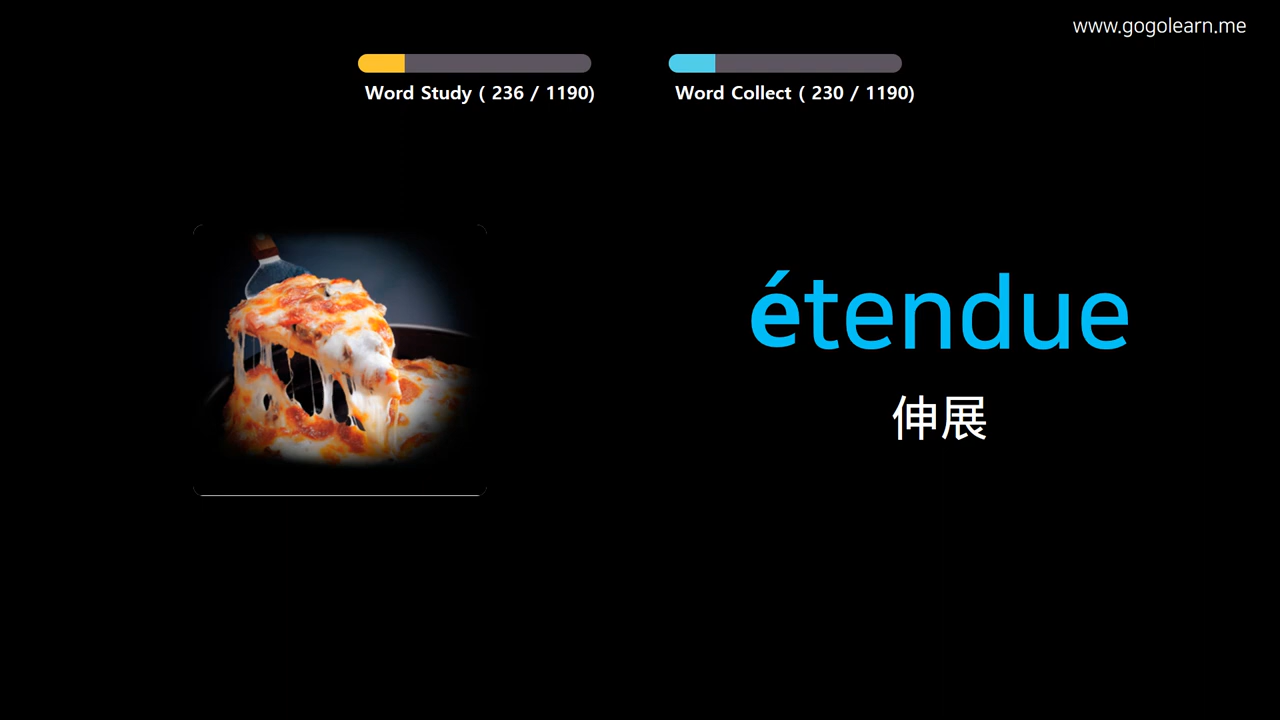 www.gogolearn.me
Word Study ( 236 / 1190)
Word Collect ( 230 / 1190)
étendue
伸展